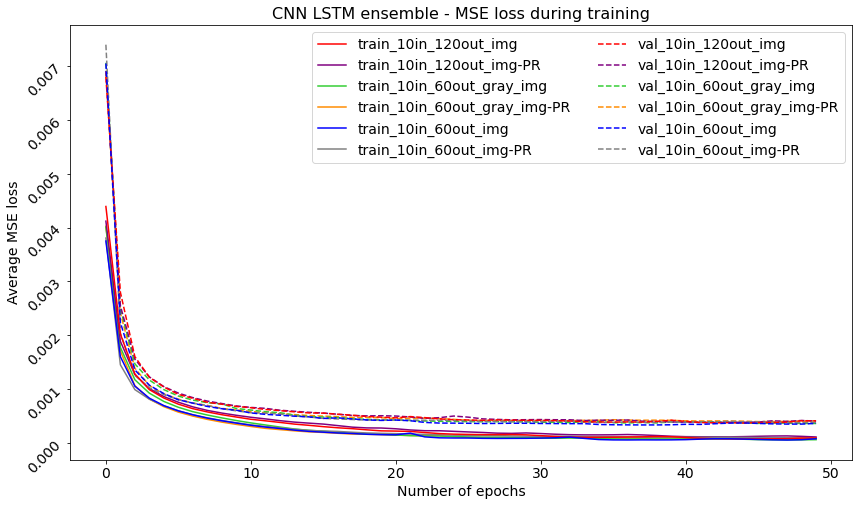 CNN LSTM ensemble - MSE loss during training
train_10in_120out_img
train_10in_120out_img-PR
train_10in_60out_gray_img
train_10in_60out_gray_img-PR
train_10in_60out_img
train_10in_60out_img-PR
val_10in_120out_img
val_10in_120out_img-PR
val_10in_60out_gray_img
val_10in_60out_gray_img-PR
val_10in_60out_img
val_10in_60out_img-PR
Average MSE loss
0.007
0.006
0.005
0.004
0.003
0.002
0.001
0.000
0 10 20 30 40 50
Number of epochs